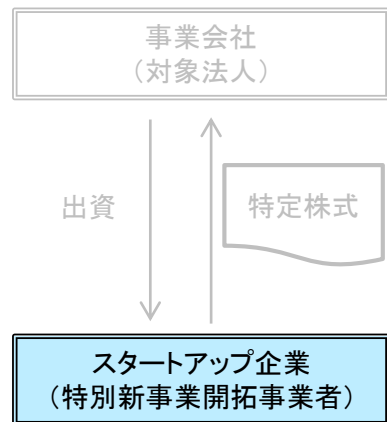 事業会社
（対象法人）
出資
特定株式
スタートアップ企業
（特別新事業開拓事業者）